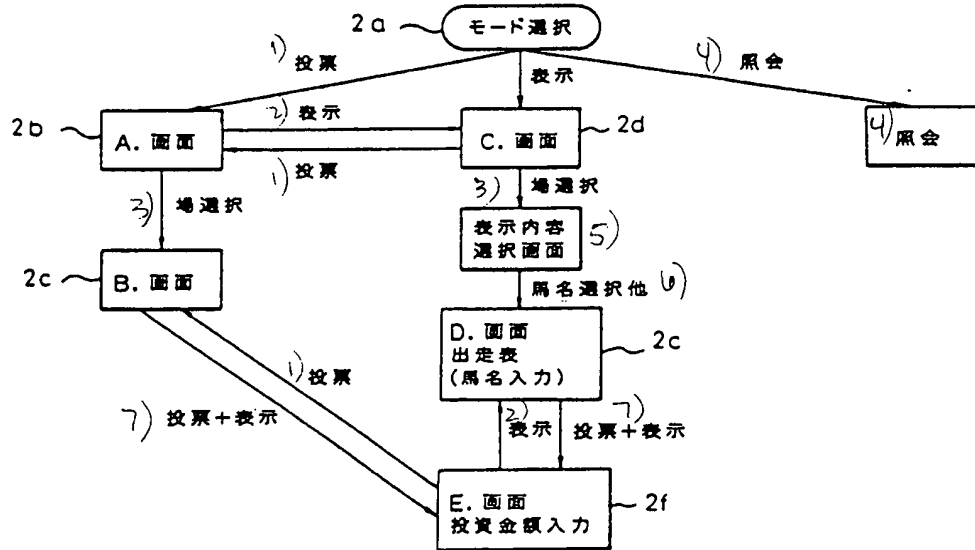 2a モード選択
1) 投票
表示
4) 照会
2b
A. 画面
2) 表示
1) 投票
C. 画面
2d
4) 照会
3) 場選択
3) 場選択
表示内容
選択画面
5)
2c
B. 画面
馬名選択他 6)
D. 画面
出走表
(馬名入力)
2c
1) 投票
7) 投票+表示
2) 表示
7) 投票+表示
E. 画面
投資金額入力
2f